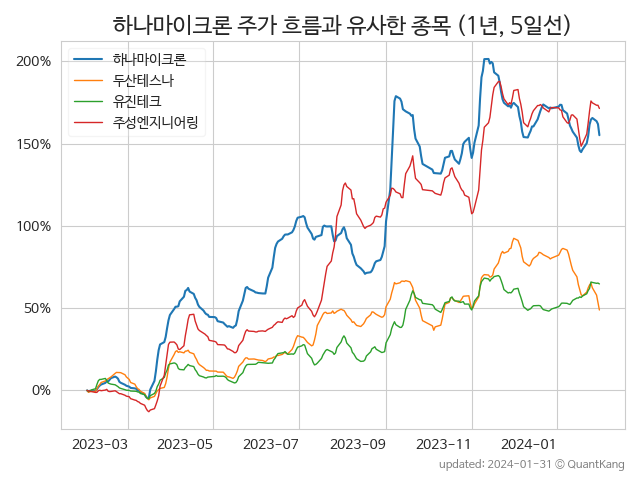 하나마이크론 주가 흐름과 유사한 종목 (1년, 5일선)
하나마이크론
두산테스나
유진테크
주성엔지니어링
200%
150%
100%
50%
0%
2023-03 2023-05 2023-07 2023-09 2023-11 2024-01
updated: 2024-01-31 © QuantKang